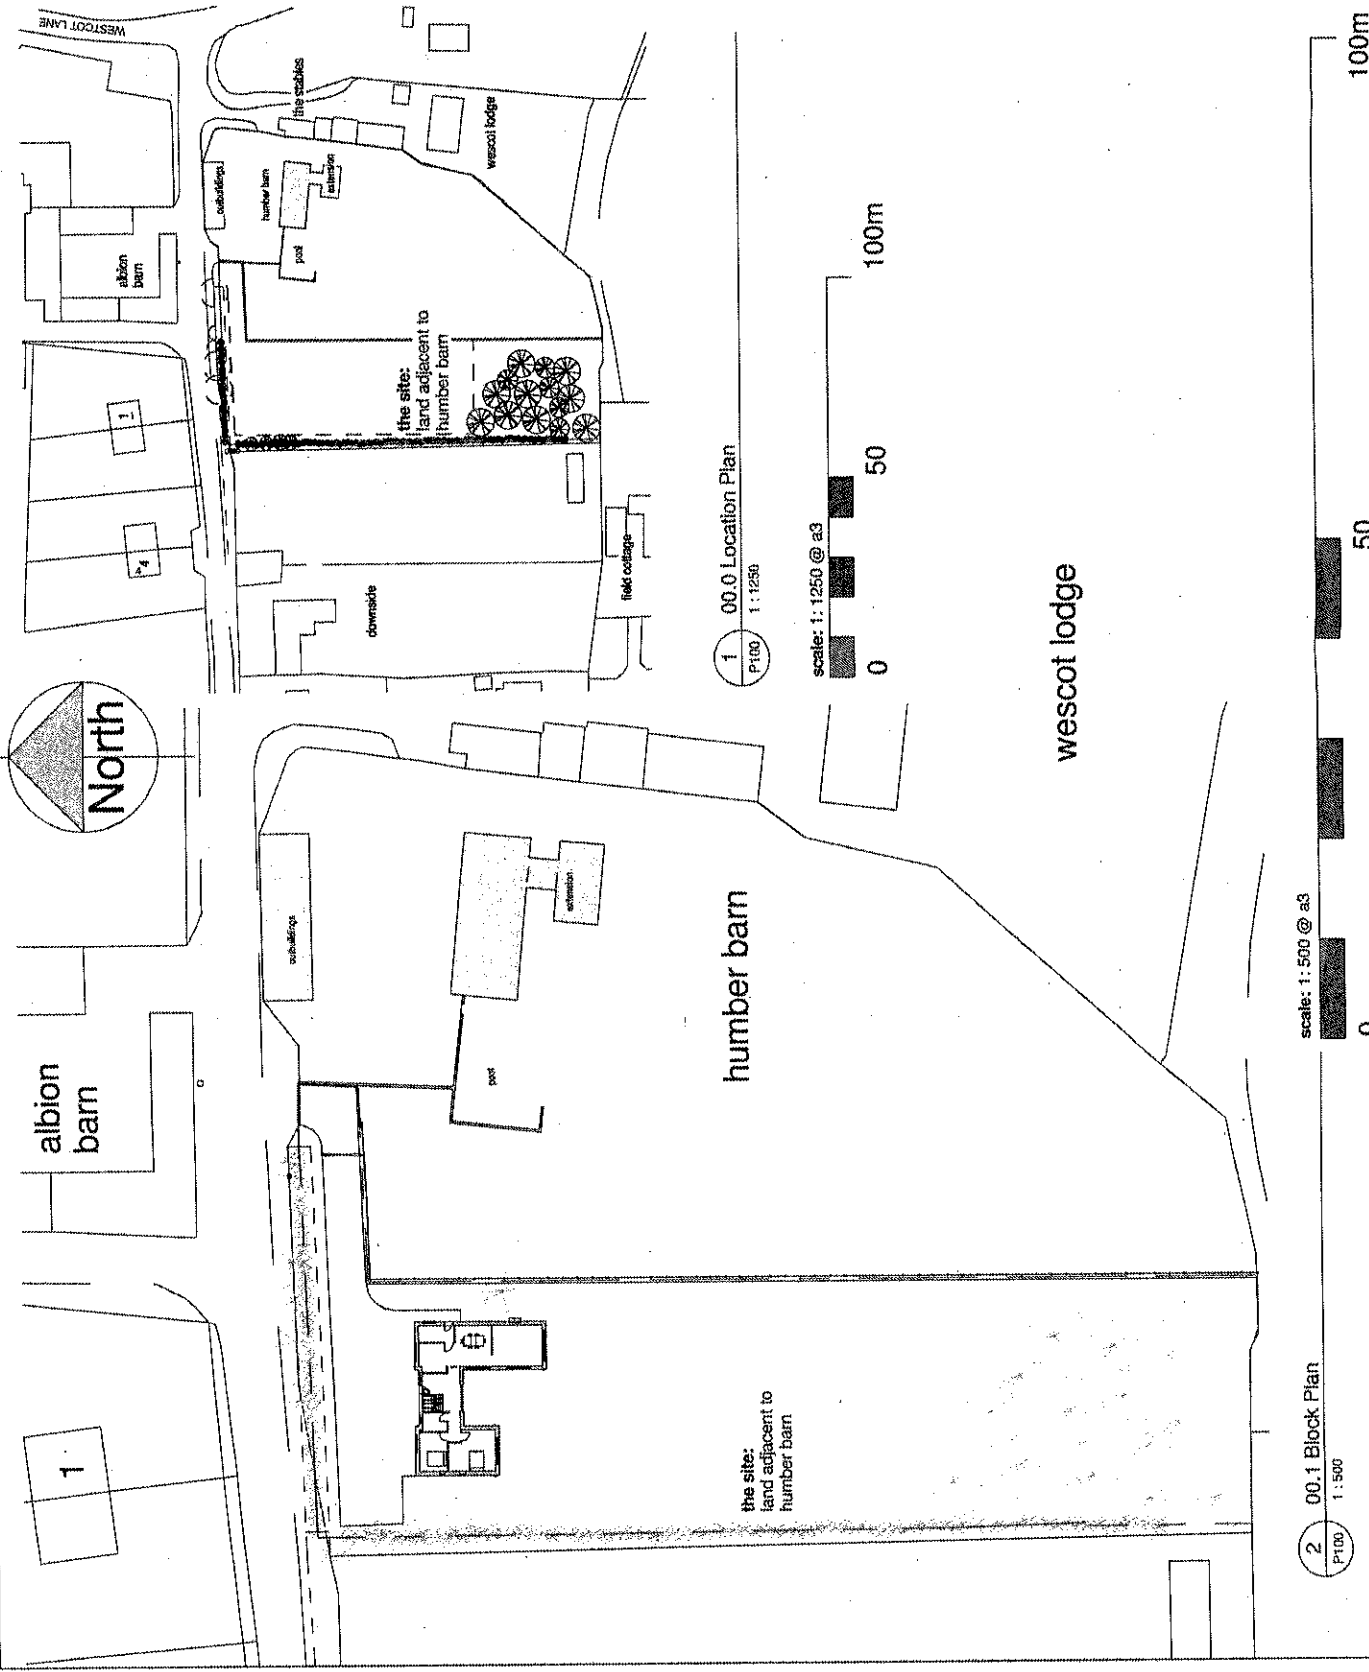 North
albion
barn
1
outbuildings
extension
pool
humber barn
wescot lodge
the site:
land adjacent to
humber barn
2
P100
00.1 Block Plan
1:500
scale: 1:500 @ a3
0
50
100m
WESTCOT LANE
albion
barn
1
4
outbuildings
the stables
humber barn
extension
pool
wescot lodge
the site:
land adjacent to
humber barn
downside
field cottage
1
P100
00.0 Location Plan
1:1250
scale: 1:1250 @ a3
0
50
100m